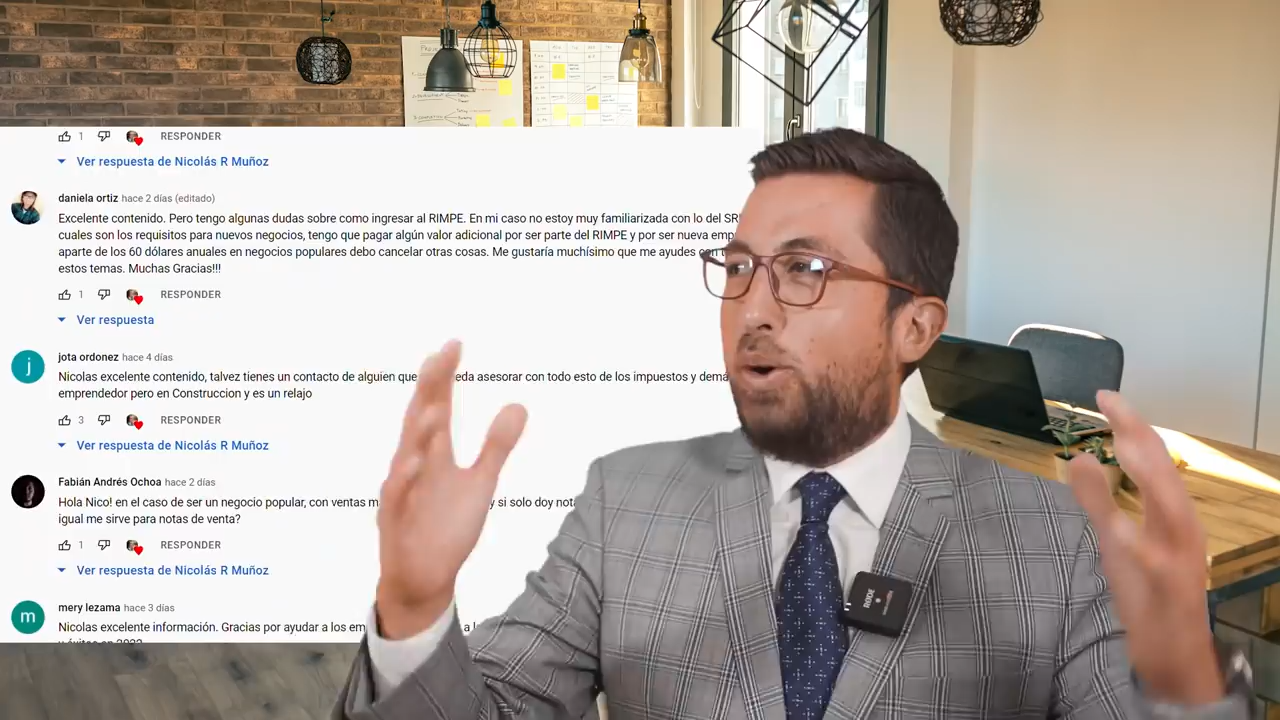 1 RESPONDER
Ver respuesta de Nicolás R Muñoz
daniela ortiz hace 2 días (editado)
Excelente contenido. Pero tengo algunas dudas sobre como ingresar al RIMPE. En mi caso no estoy muy familiarizada con lo del
cuales son los requisitos para nuevos negocios, tengo que pagar algún valor adicional por ser parte del RIMPE y por ser nueva
aparte de los 60 dólares anuales en negocios populares debo cancelar otras cosas. Me gustaría muchísimo que me ayudes con
estos temas. Muchas Gracias!!!
1 RESPONDER
Ver respuesta
j
jota ordonez hace 4 días
Nicolas excelente contenido, talvez tienes un contacto de alguien que asesorar con todo esto de los impuestos y
emprendedor pero en Construccion y es un relajo
3 RESPONDER
Ver respuesta de Nicolás R Muñoz
Fabián Andrés Ochoa hace 2 días
Hola Nico! en el caso de ser un negocio popular, con ventas y si solo doy
igual me sirve para notas de venta?
1 RESPONDER
Ver respuesta de Nicolás R Muñoz
m
mery lezama hace 3 días
Nicolas excelente información. Gracias por ayudar a los
RODE